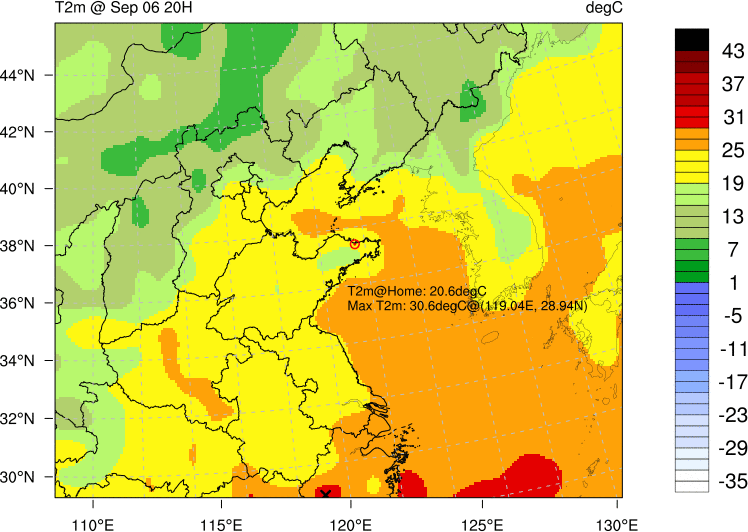 T2m @ Sep 06 20H degC
44°N
42°N
40°N
38°N
36°N
34°N
32°N
30°N
T2m@Home: 20.6degC
Max T2m: 30.6degC@(119.04E, 28.94N)
110°E 115°E 120°E 125°E 130°E
43
37
31
25
19
13
7
1
-5
-11
-17
-23
-29
-35